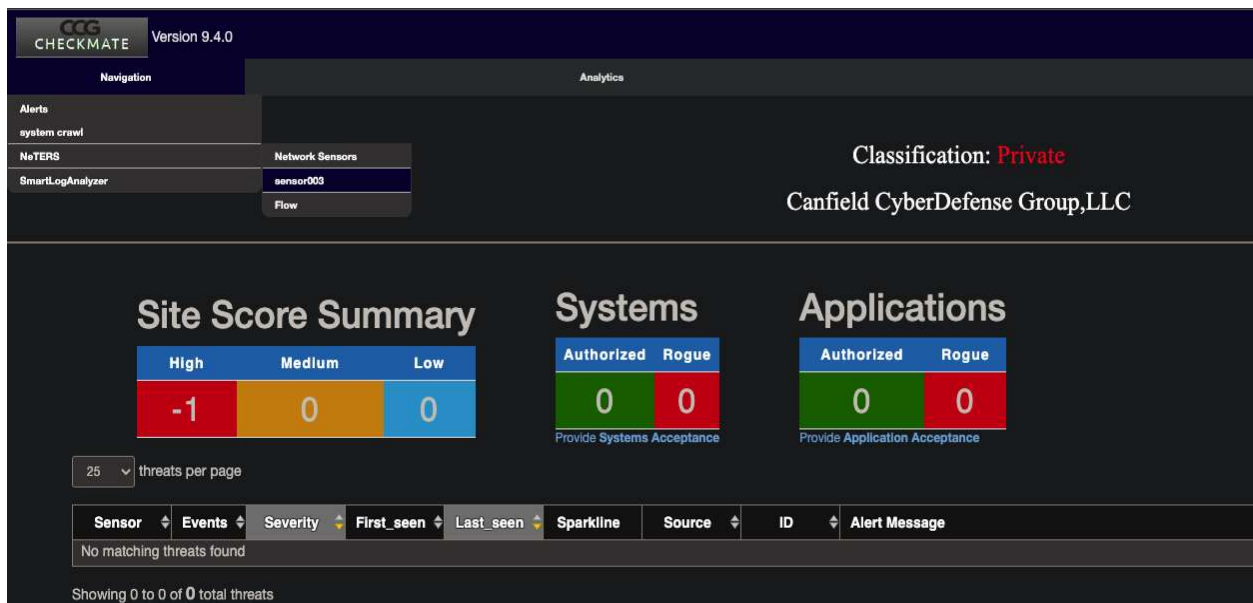 CCG
CHECKMATE
Version 9.4.0
Navigation
Analytics
Alerts
system crawl
NeTERS
SmartLogAnalyzer
Network Sensors
sensor003
Flow
Classification: Private
Canfield CyberDefense Group,LLC
Site Score Summary
High Medium Low
-1 0 0
Systems
Authorized Rogue
0 0
Provide Systems Acceptance
Applications
Authorized Rogue
0 0
Provide Application Acceptance
25 threats per page
Sensor Events Severity First_seen Last_seen Sparkline Source ID Alert Message
No matching threats found
Showing 0 to 0 of 0 total threats